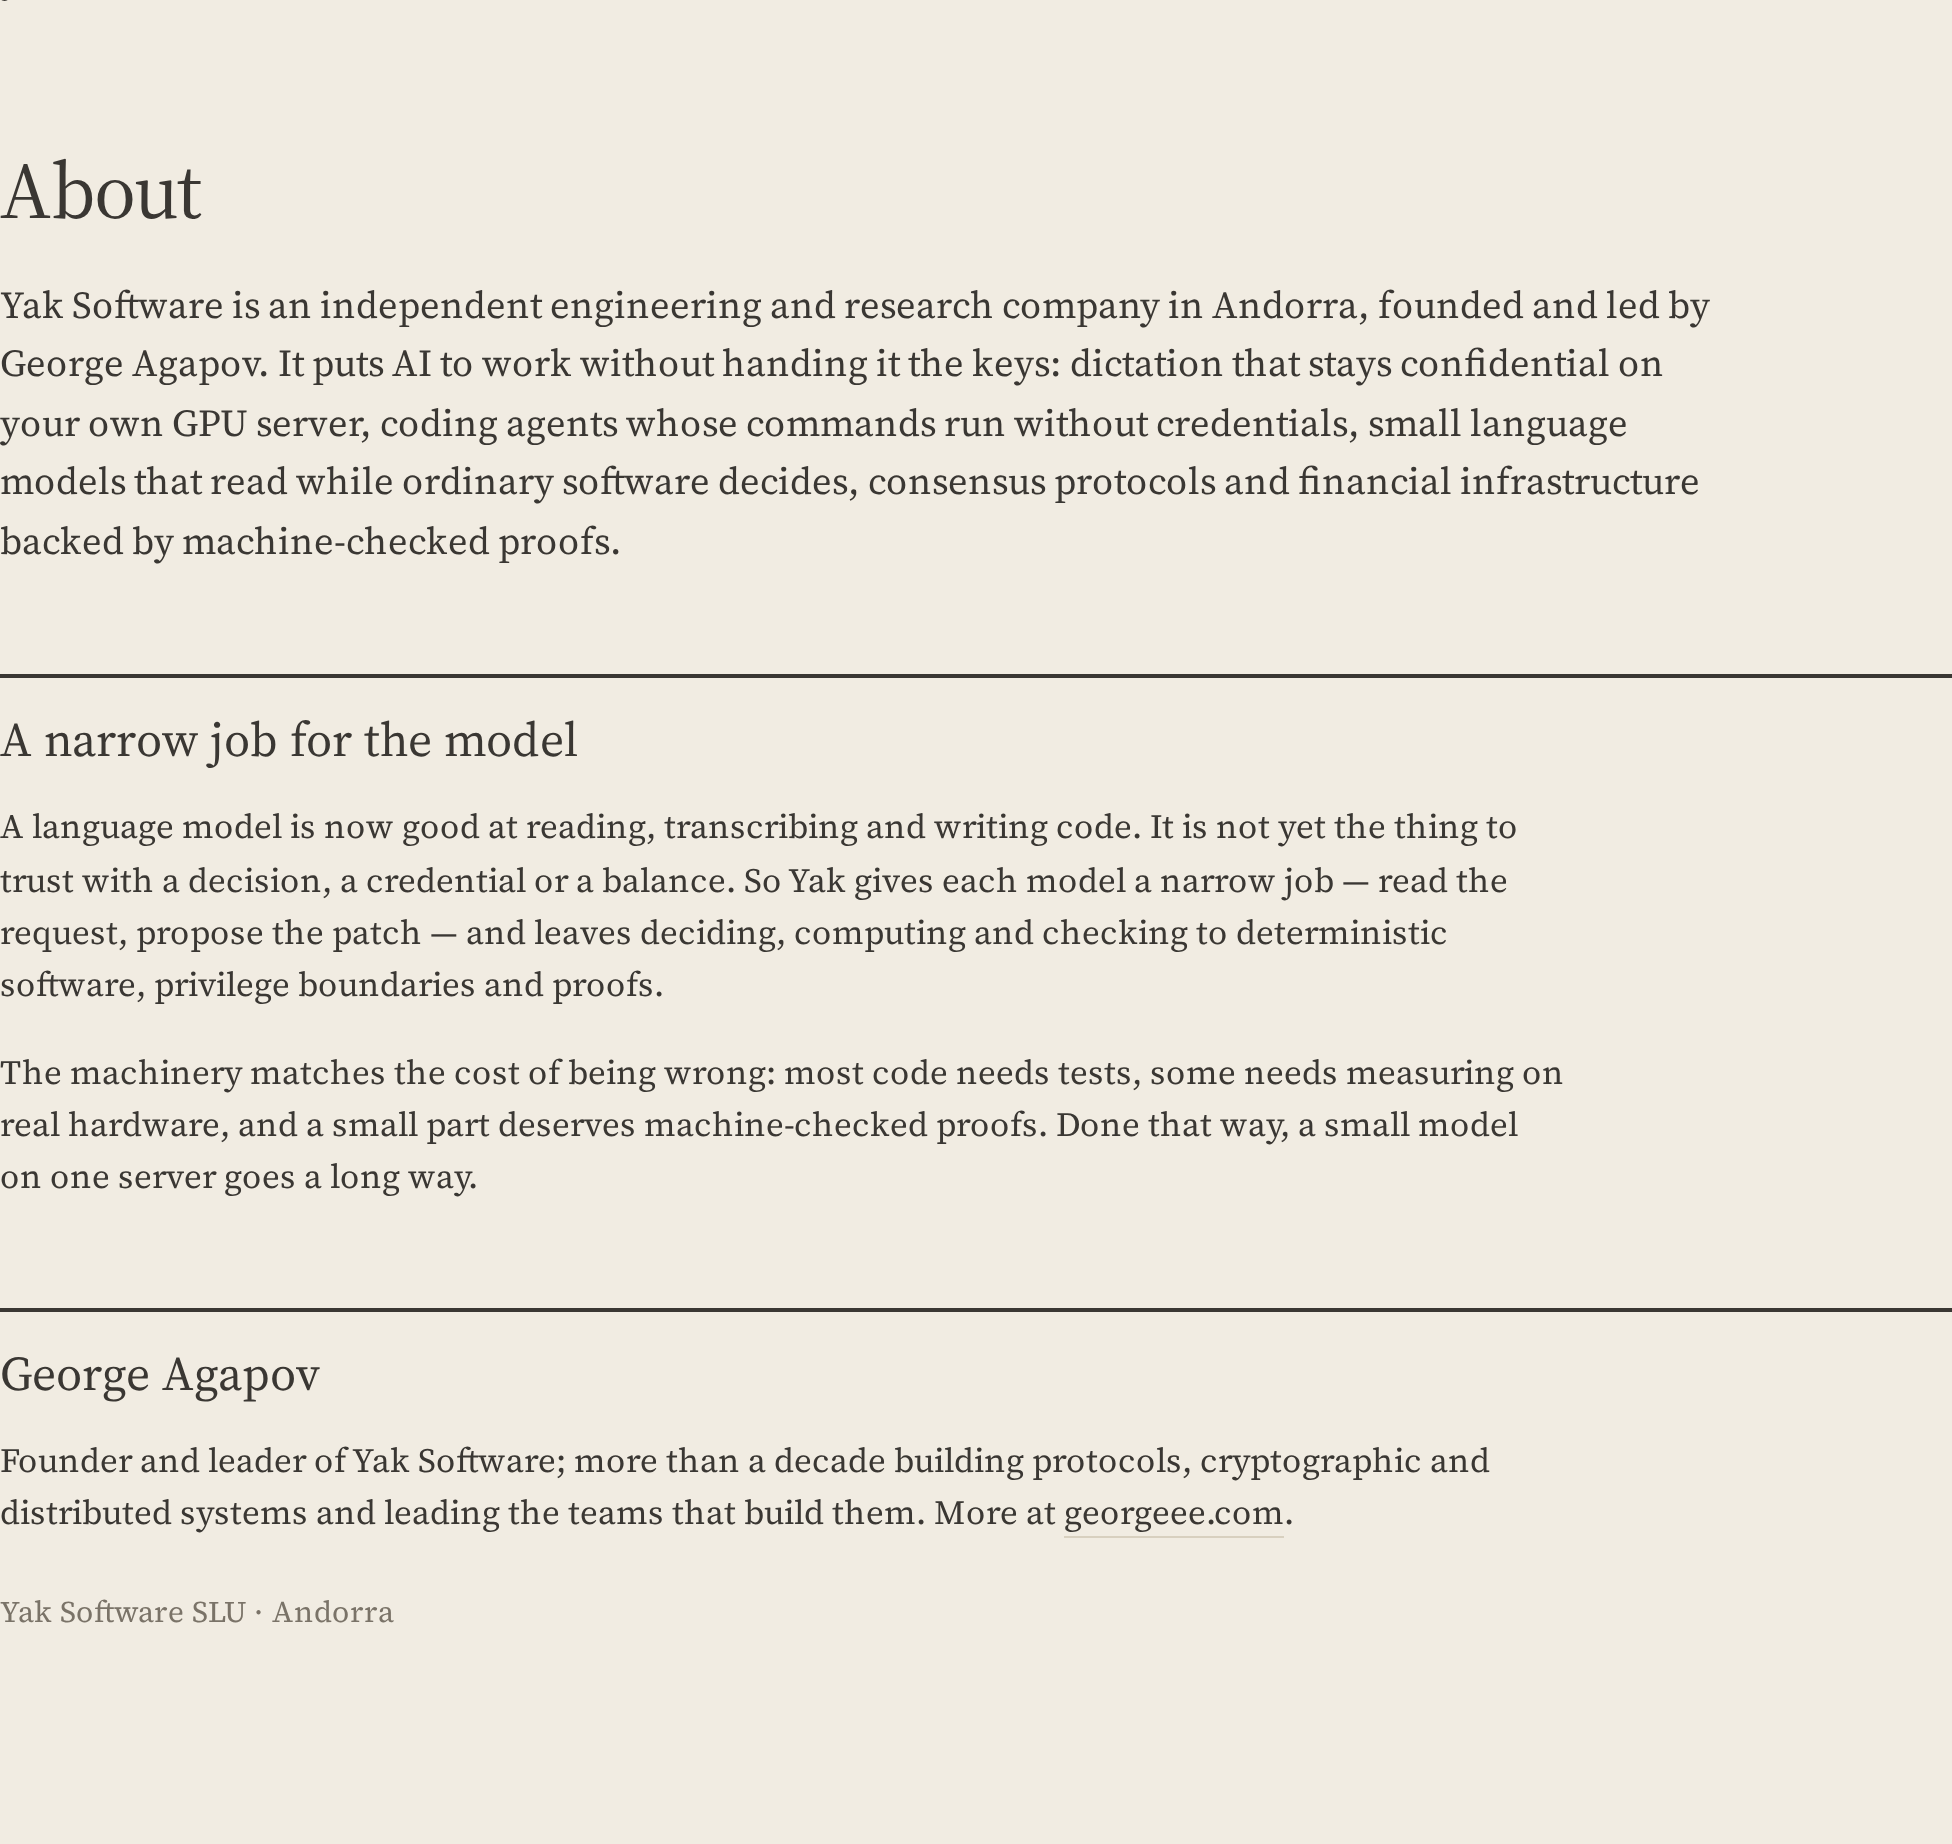 About
Yak Software is an independent engineering and research company in Andorra, founded and led by
George Agapov. It puts AI to work without handing it the keys: dictation that stays confidential on
your own GPU server, coding agents whose commands run without credentials, small language
models that read while ordinary software decides, consensus protocols and financial infrastructure
backed by machine-checked proofs.
A narrow job for the model
A language model is now good at reading, transcribing and writing code. It is not yet the thing to
trust with a decision, a credential or a balance. So Yak gives each model a narrow job — read the
request, propose the patch — and leaves deciding, computing and checking to deterministic
software, privilege boundaries and proofs.
The machinery matches the cost of being wrong: most code needs tests, some needs measuring on
real hardware, and a small part deserves machine-checked proofs. Done that way, a small model
on one server goes a long way.
George Agapov
Founder and leader of Yak Software; more than a decade building protocols, cryptographic and
distributed systems and leading the teams that build them. More at georgeee.com.
Yak Software SLU · Andorra